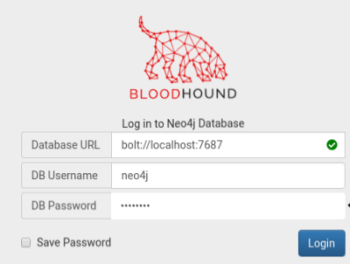 BLOODHOUND
Log in to Neo4j Database
Database URL bolt://localhost:7687
DB Username neo4j
DB Password ········
Save Password Login